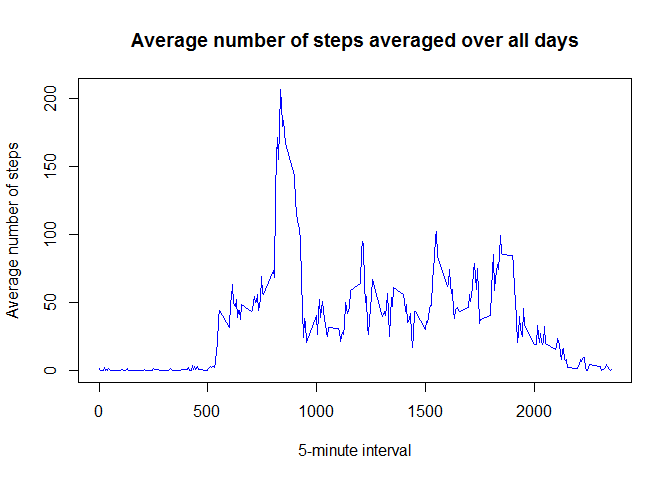 Average number of steps averaged over all days
Average number of steps
200
150
100
50
0
0 500 1000 1500 2000
5-minute interval